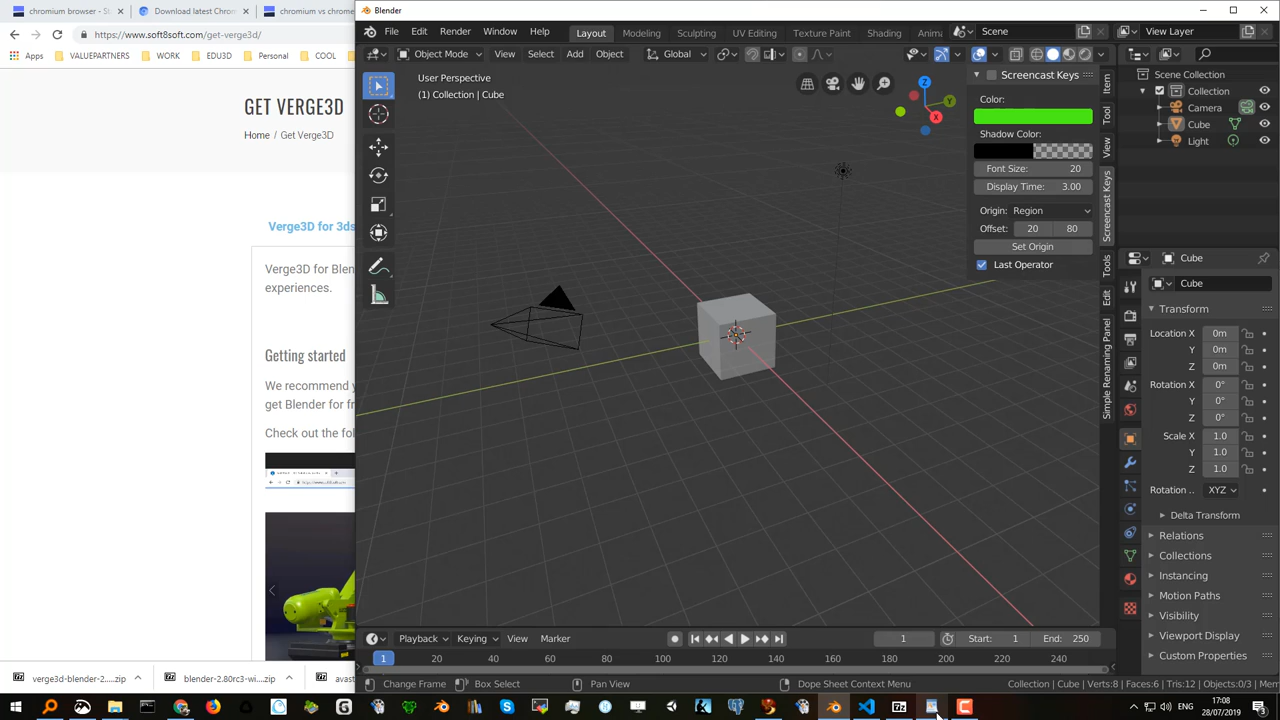 chromium browser - St
Download latest Chrom
chromium vs chrome
https://www.soft8soft.com/get-verge3d/
Apps
VALUEPARTNERS
WORK
EDU3D
Personal
COOL
GET VERGE3D
Home / Get Verge3D
Verge3D for 3ds
Verge3D for Blen
experiences.
Getting started
We recommend y
get Blender for fr
Check out the fol
verge3d-blender-2....zip
blender-2.80rc3-wi....zip
Blender
File
Edit
Render
Window
Help
Layout
Modeling
Sculpting
UV Editing
Texture Paint
Shading
Anim
Scene
View Layer
Object Mode
View
Select
Add
Object
Global
User Perspective
(1) Collection | Cube
Z
Y
X
Screencast Keys
Color:
Shadow Color:
Font Size: 20
Display Time: 3.00
Origin: Region
Offset: 20 80
Set Origin
Last Operator
Item
Tool
View
Screencast Keys
Tools
Edit
Simple Renaming Panel
Scene Collection
Collection
Camera
Cube
Light
Cube
Cube
Transform
Location X 0m
Y 0m
Z 0m
Rotation X 0°
Y 0°
Z 0°
Scale X 1.0
Y 1.0
Z 1.0
Rotation .. XYZ
Delta Transform
Relations
Collections
Instancing
Motion Paths
Visibility
Viewport Display
Custom Properties
Playback
Keying
View
Marker
1
Start: 1
End: 250
1 20 40 60 80 100 120 140 160 180 200 220 240
Change Frame
Box Select
Pan View
Dope Sheet Context Menu
Collection | Cube | Verts:8 | Faces:6 | Tris:12 | Objects:0/3 | Mem
17:08
28/07/2019